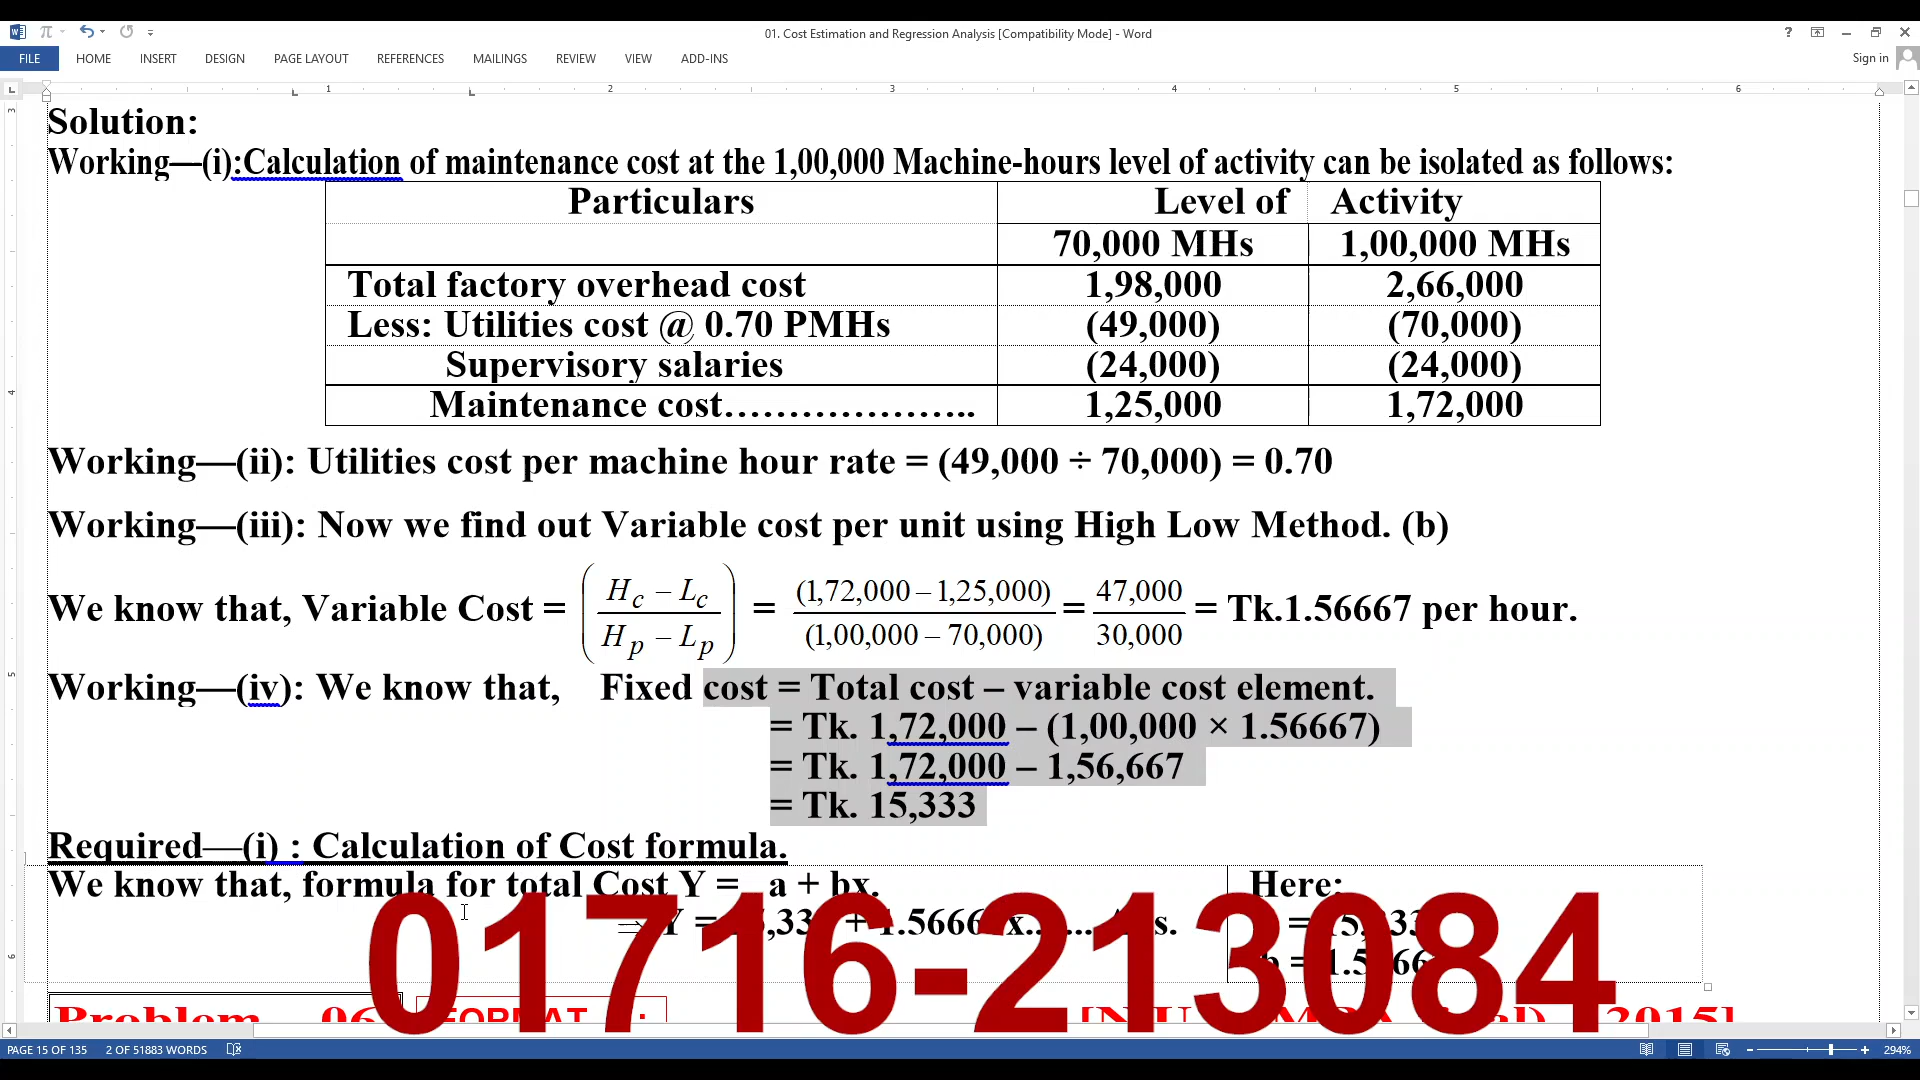 01. Cost Estimation and Regression Analysis [Compatibility Mode] - Word
FILE HOME INSERT DESIGN PAGE LAYOUT REFERENCES MAILINGS REVIEW VIEW ADD-INS Sign in
1 2 3 4 5 6
Solution:
Working—(i):Calculation of maintenance cost at the 1,00,000 Machine-hours level of activity can be isolated as follows:
Particulars Level of Activity
70,000 MHs 1,00,000 MHs
Total factory overhead cost 1,98,000 2,66,000
Less: Utilities cost @ 0.70 PMHs (49,000) (70,000)
Supervisory salaries (24,000) (24,000)
Maintenance cost………………….. 1,25,000 1,72,000
Working—(ii): Utilities cost per machine hour rate = (49,000 ÷ 70,000) = 0.70
Working—(iii): Now we find out Variable cost per unit using High Low Method. (b)
We know that, Variable Cost = (Hc – Lc / Hp – Lp) = (1,72,000 – 1,25,000) / (1,00,000 – 70,000) = 47,000 / 30,000 = Tk.1.56667 per hour.
Working—(iv): We know that, Fixed cost = Total cost – variable cost element.
= Tk. 1,72,000 – (1,00,000 × 1.56667)
= Tk. 1,72,000 – 1,56,667
= Tk. 15,333
Required—(i) : Calculation of Cost formula.
We know that, formula for total Cost Y = a + bx. Here:
⇒ Y =
01716-213084
Problem 06 FORMAT :
PAGE 15 OF 135 2 OF 51883 WORDS 294%